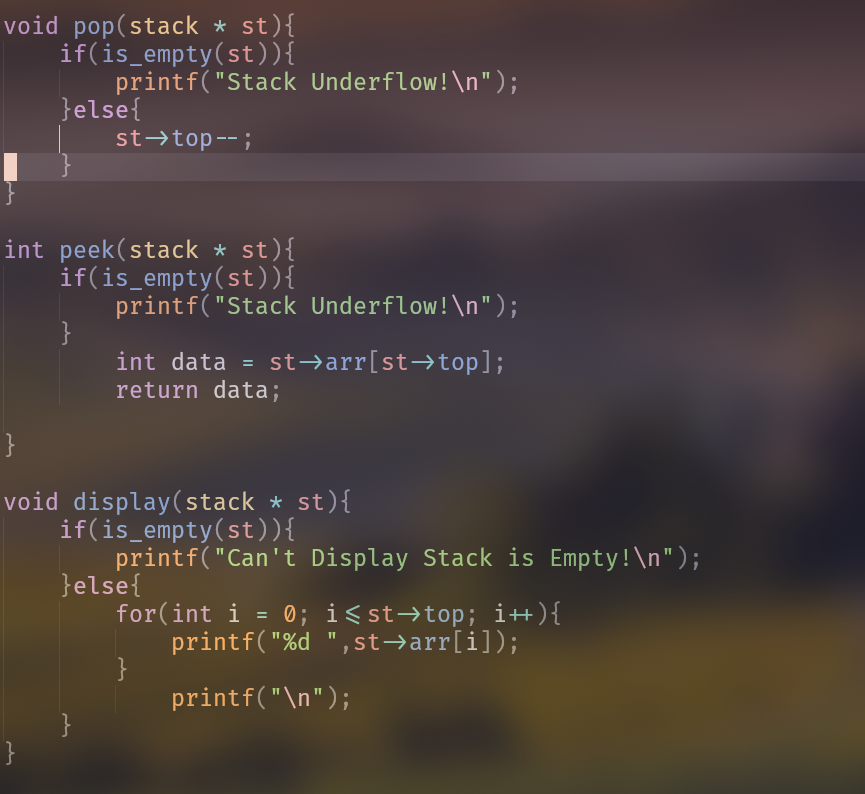 void pop(stack * st){
    if(is_empty(st)){
        printf("Stack Underflow!\n");
    }else{
        st->top--;
    }
}

int peek(stack * st){
    if(is_empty(st)){
        printf("Stack Underflow!\n");
    }
        int data = st->arr[st->top];
        return data;

}

void display(stack * st){
    if(is_empty(st)){
        printf("Can't Display Stack is Empty!\n");
    }else{
        for(int i = 0; i<=st->top; i++){
            printf("%d ",st->arr[i]);
        }
            printf("\n");
    }
}